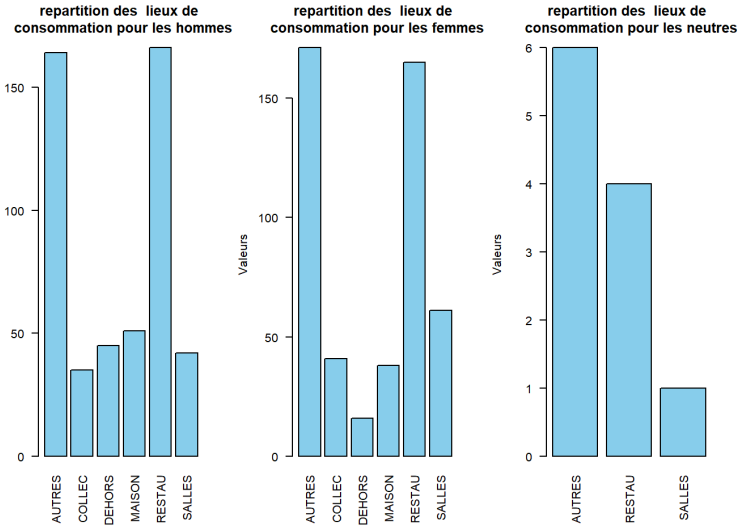 repartition des  lieux de
consommation pour les hommes
150
100
50
0
AUTRES
COLLEC
DEHORS
MAISON
RESTAU
SALLES
repartition des  lieux de
consommation pour les femmes
Valeurs
150
100
50
0
AUTRES
COLLEC
DEHORS
MAISON
RESTAU
SALLES
repartition des  lieux de
consommation pour les neutres
Valeurs
6
5
4
3
2
1
0
AUTRES
RESTAU
SALLES